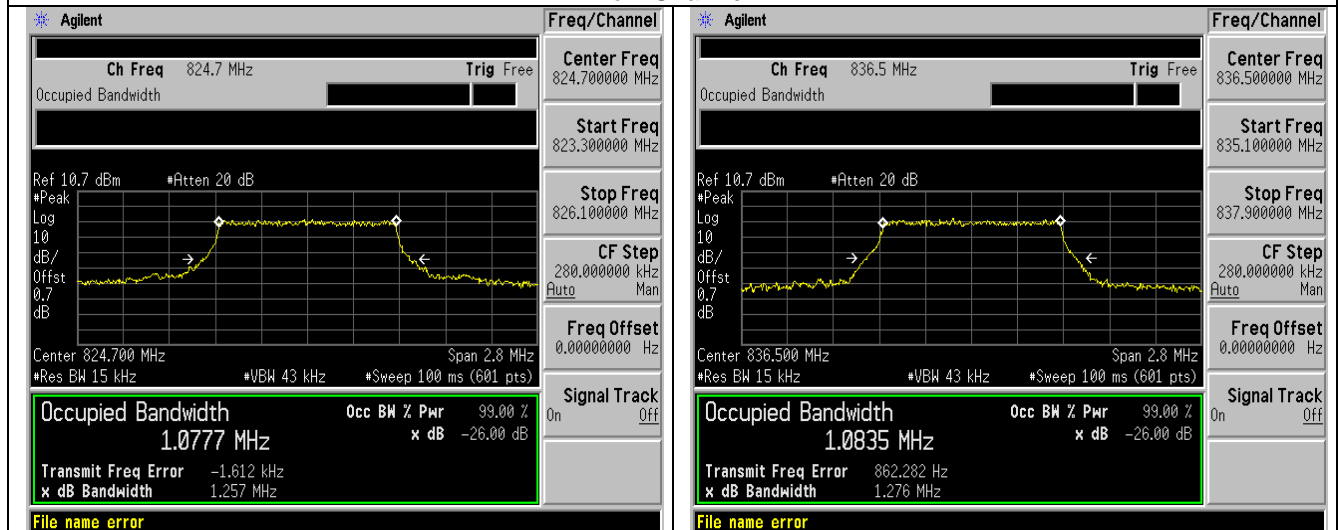 Agilent
Freq/Channel
Ch Freq 824.7 MHz Trig Free
Occupied Bandwidth
Center Freq
824.700000 MHz
Start Freq
823.300000 MHz
Stop Freq
826.100000 MHz
CF Step
280.000000 kHz
Auto Man
Freq Offset
0.00000000 Hz
Signal Track
On Off
Ref 10.7 dBm #Atten 20 dB
#Peak
Log
10
dB/
Offst
0.7
dB
Center 824.700 MHz Span 2.8 MHz
#Res BW 15 kHz #VBW 43 kHz #Sweep 100 ms (601 pts)
Occupied Bandwidth Occ BW % Pwr 99.00 %
1.0777 MHz x dB -26.00 dB
Transmit Freq Error -1.612 kHz
x dB Bandwidth 1.257 MHz
File name error
Agilent
Freq/Channel
Ch Freq 836.5 MHz Trig Free
Occupied Bandwidth
Center Freq
836.500000 MHz
Start Freq
835.100000 MHz
Stop Freq
837.900000 MHz
CF Step
280.000000 kHz
Auto Man
Freq Offset
0.00000000 Hz
Signal Track
On Off
Ref 10.7 dBm #Atten 20 dB
#Peak
Log
10
dB/
Offst
0.7
dB
Center 836.500 MHz Span 2.8 MHz
#Res BW 15 kHz #VBW 43 kHz #Sweep 100 ms (601 pts)
Occupied Bandwidth Occ BW % Pwr 99.00 %
1.0835 MHz x dB -26.00 dB
Transmit Freq Error 862.282 Hz
x dB Bandwidth 1.276 MHz
File name error